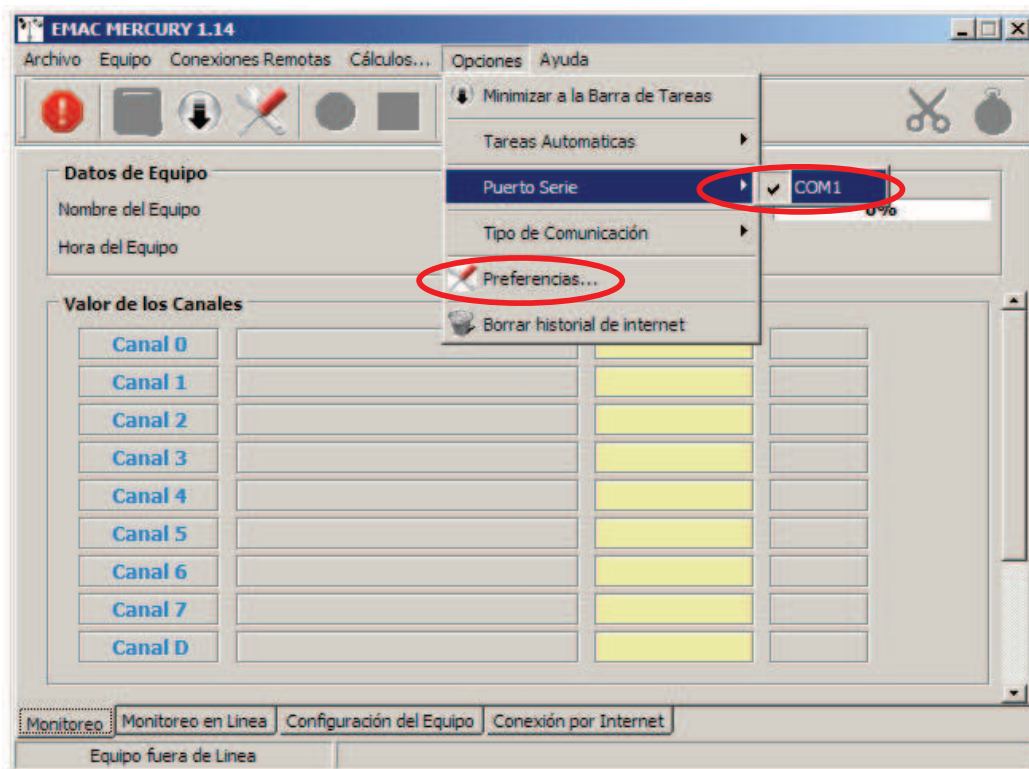 EMAC MERCURY 1.14
Archivo Equipo Conexiones Remotas Cálculos... Opciones Ayuda
Minimizar a la Barra de Tareas
Tareas Automaticas
Puerto Serie
COM1
Tipo de Comunicación
Preferencias...
Borrar historial de internet
Datos de Equipo
Nombre del Equipo
0%
Hora del Equipo
Valor de los Canales
Canal 0
Canal 1
Canal 2
Canal 3
Canal 4
Canal 5
Canal 6
Canal 7
Canal D
Monitoreo Monitoreo en Linea Configuración del Equipo Conexión por Internet
Equipo fuera de Linea